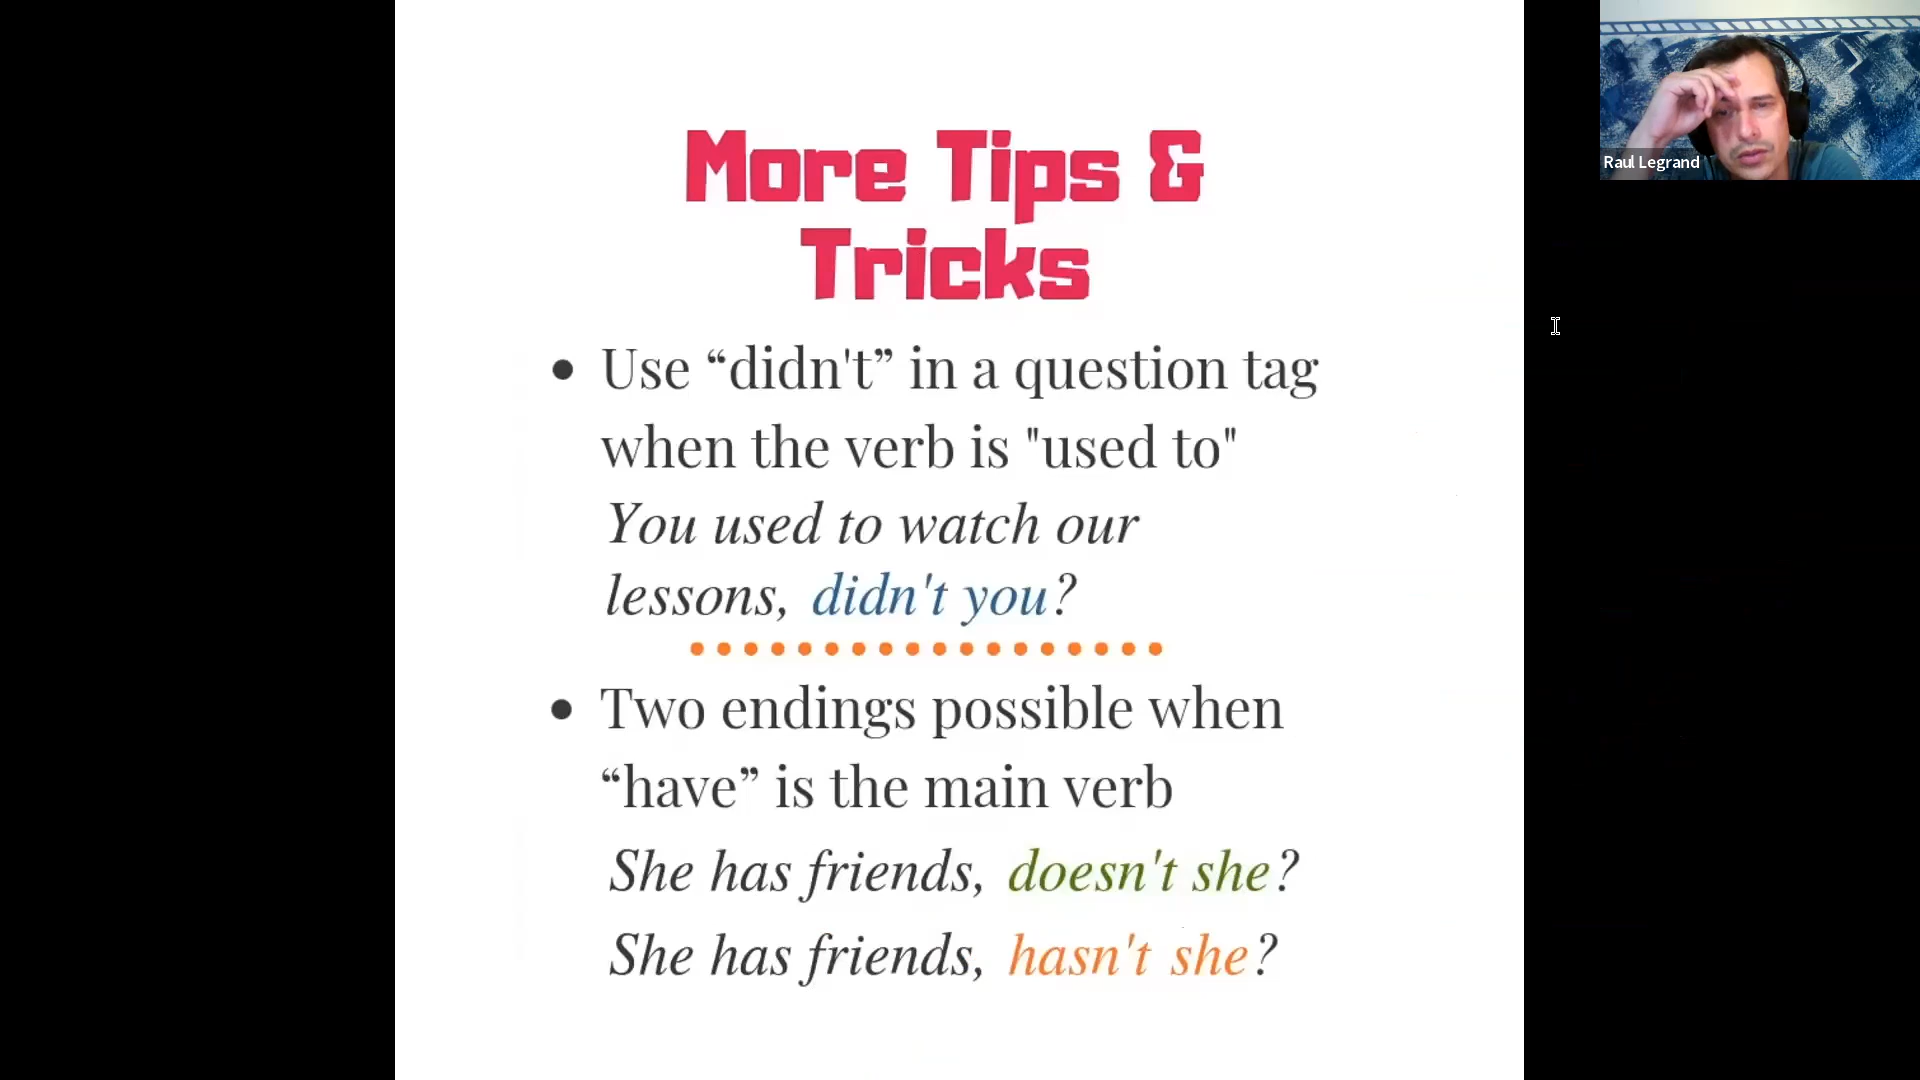 More Tips &
Tricks
• Use “didn't” in a question tag
when the verb is "used to"
You used to watch our
lessons, didn't you?
• Two endings possible when
“have” is the main verb
She has friends, doesn't she?
She has friends, hasn't she?
Raul Legrand